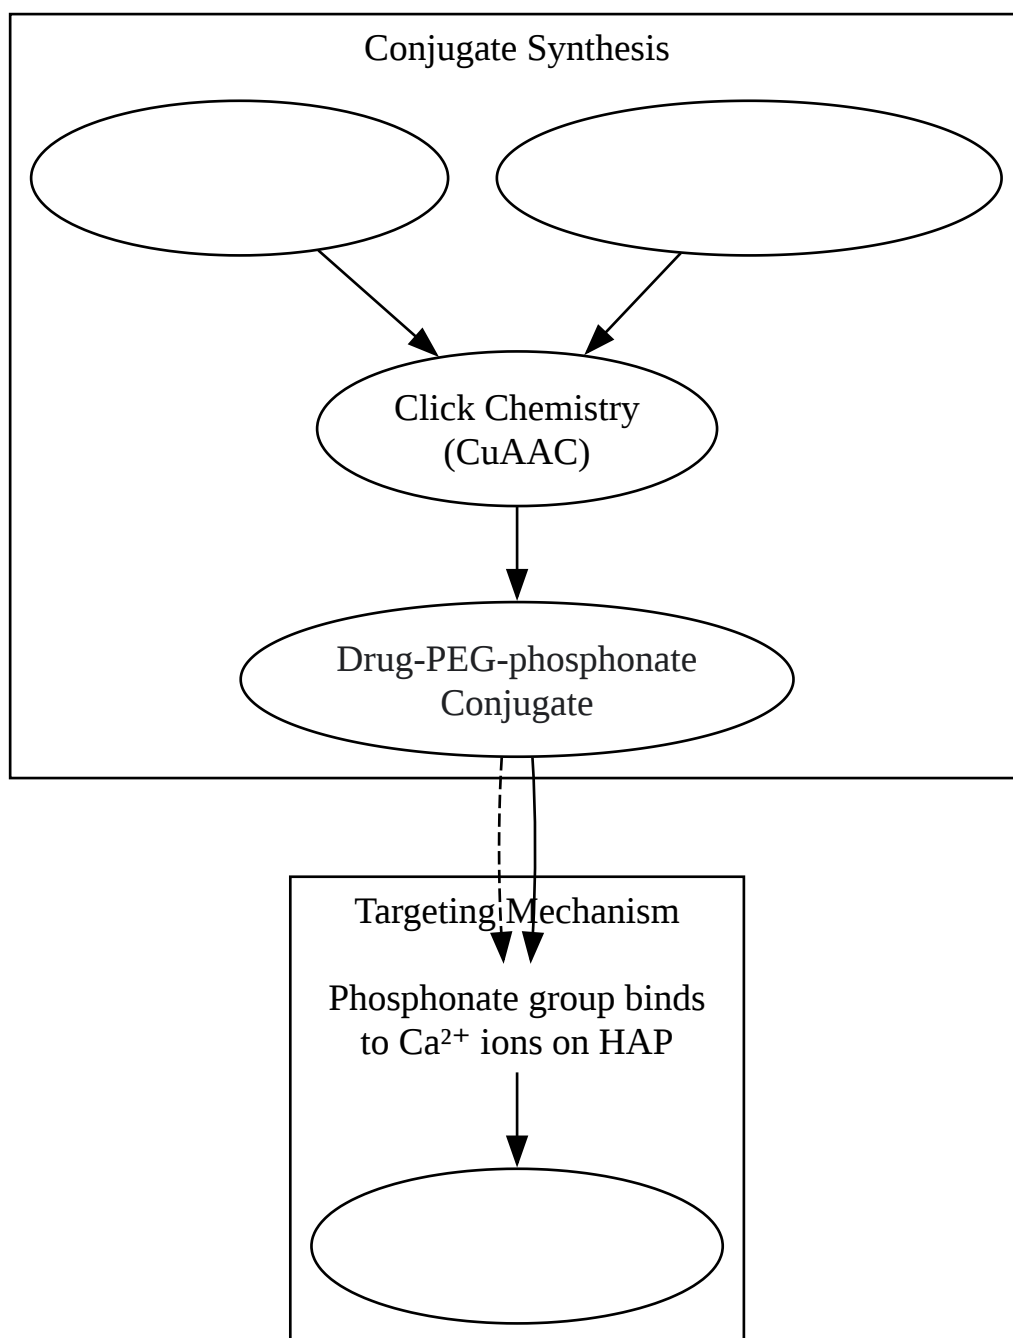 Conjugate Synthesis
Click Chemistry
(CuAAC)
Drug-PEG-phosphonate
Conjugate
Targeting Mechanism
Phosphonate group binds
to Ca²⁺ ions on HAP